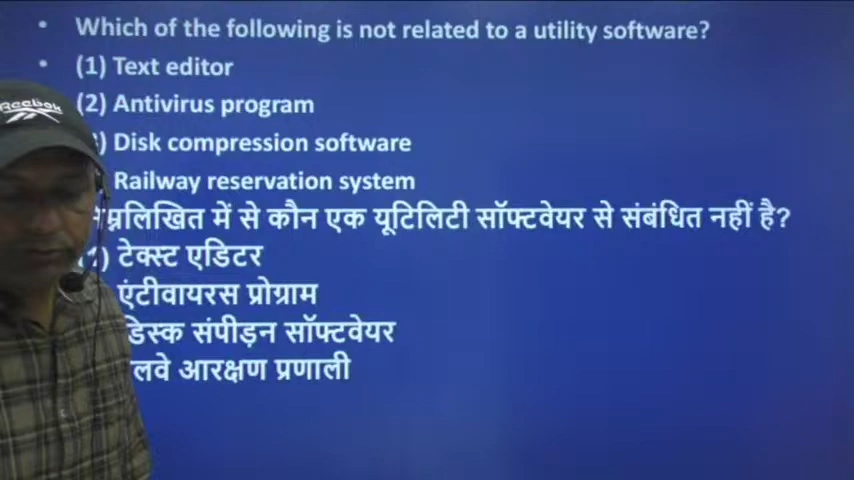 • Which of the following is not related to a utility software?
• (1) Text editor
(2) Antivirus program
) Disk compression software
Railway reservation system
म्नलिखित में से कौन एक यूटिलिटी सॉफ्टवेयर से संबंधित नहीं है?
1) टेक्स्ट एडिटर
एंटीवायरस प्रोग्राम
डिस्क संपीड़न सॉफ्टवेयर
लवे आरक्षण प्रणाली
Reebok